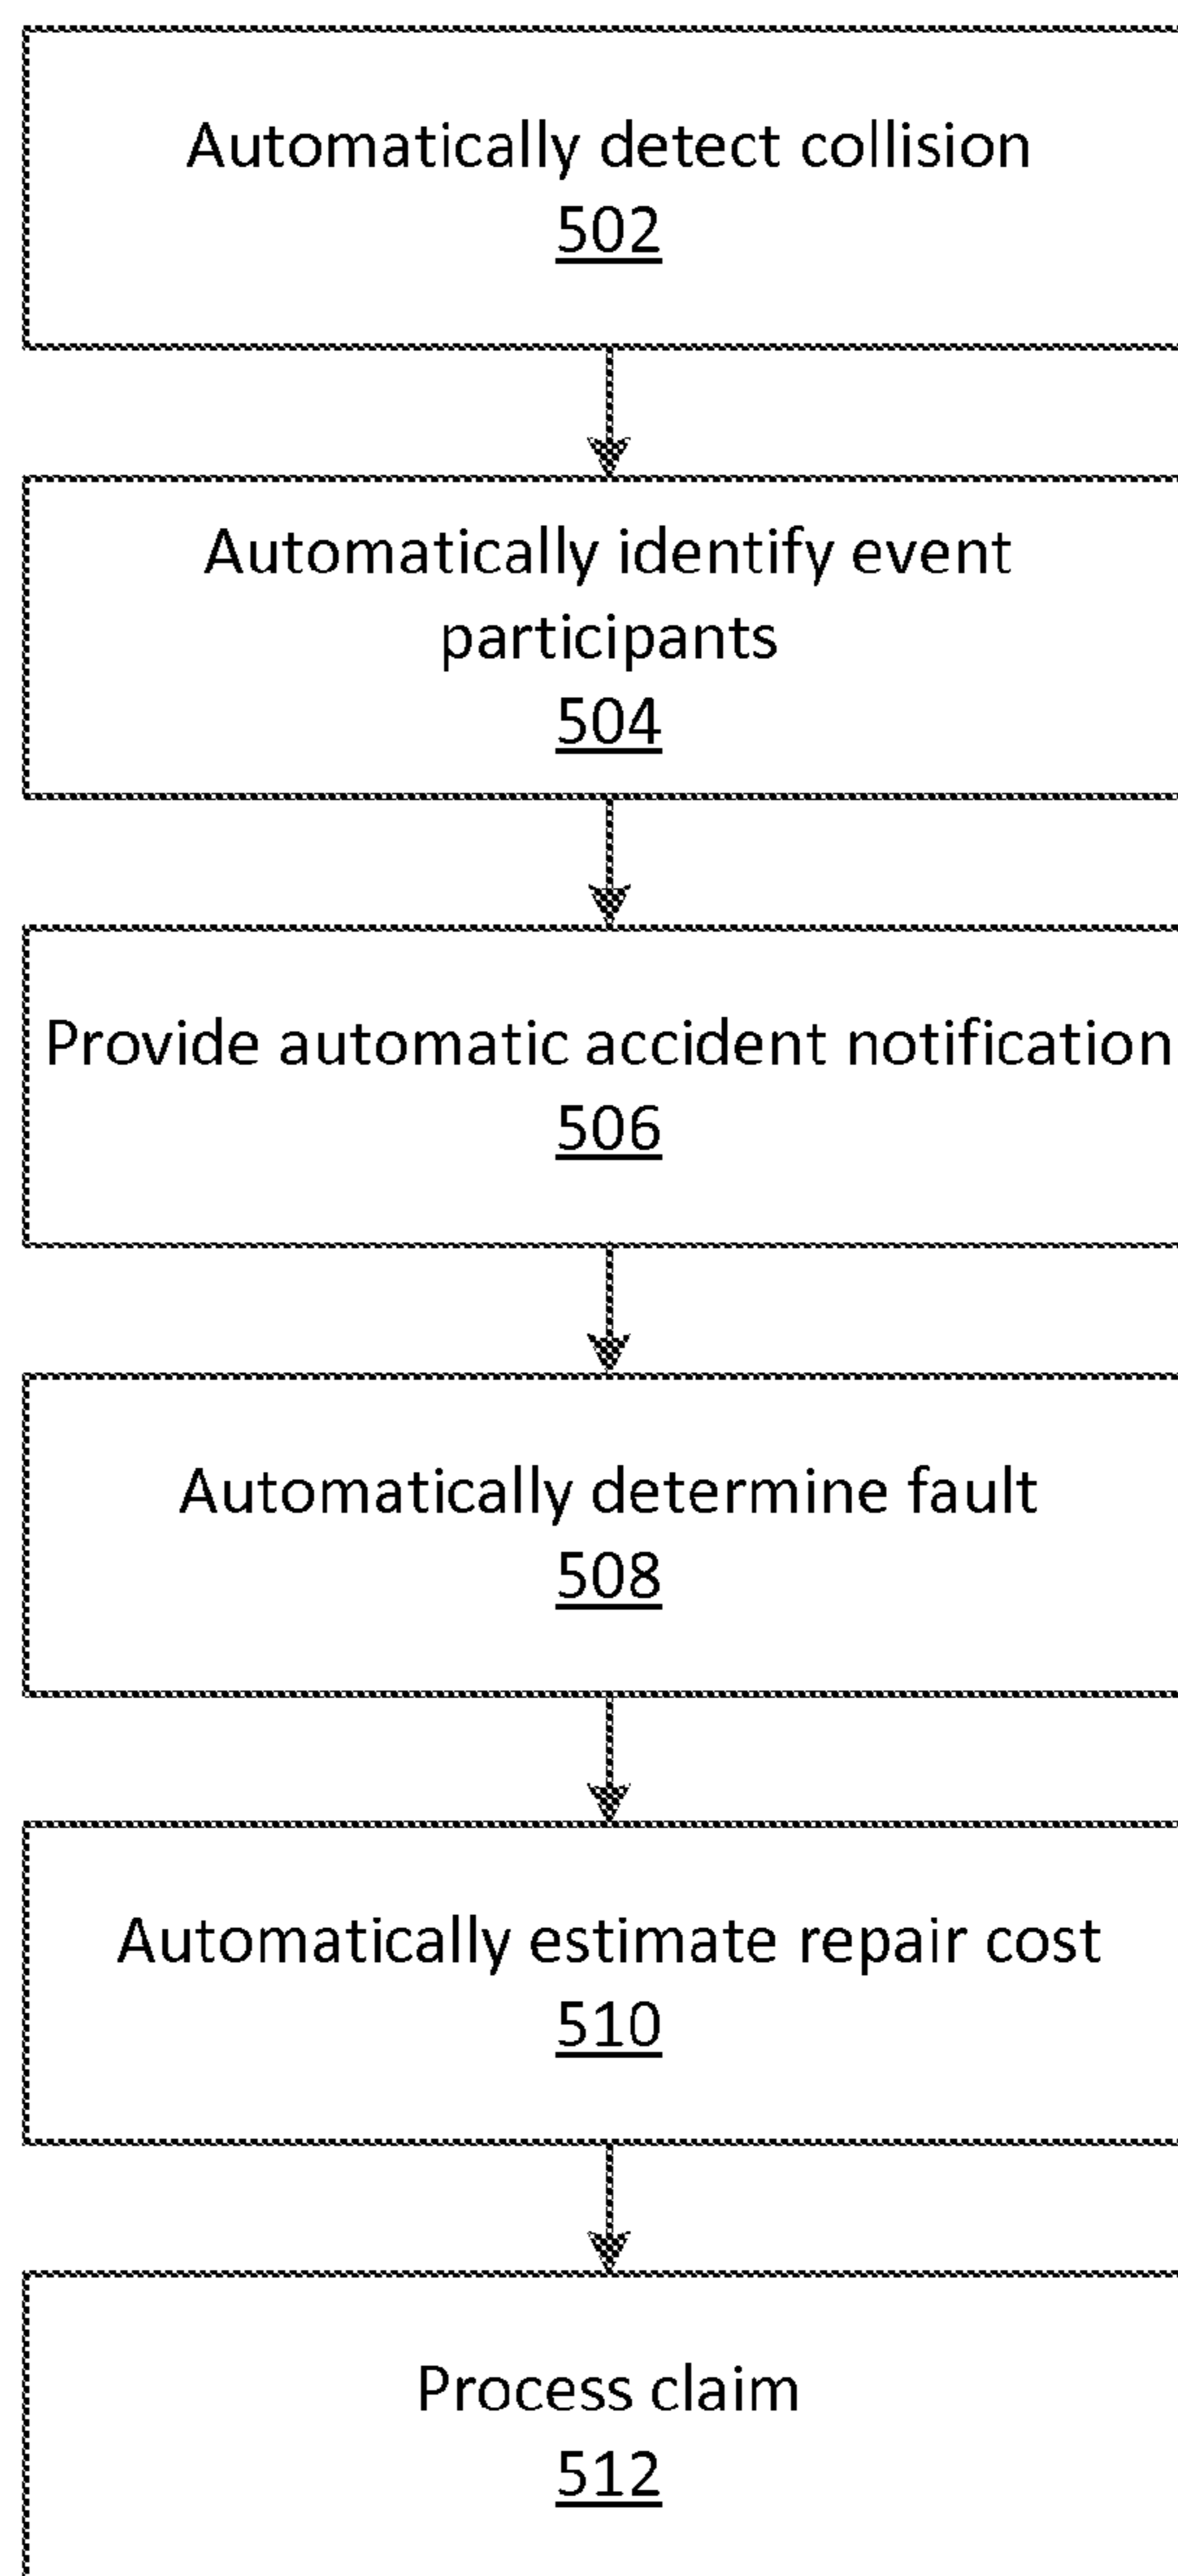 Automatically detect collision
502
Automatically identify event
participants
504
Provide automatic accident notification
506
Automatically determine fault
508
Automatically estimate repair cost
510
Process claim
512